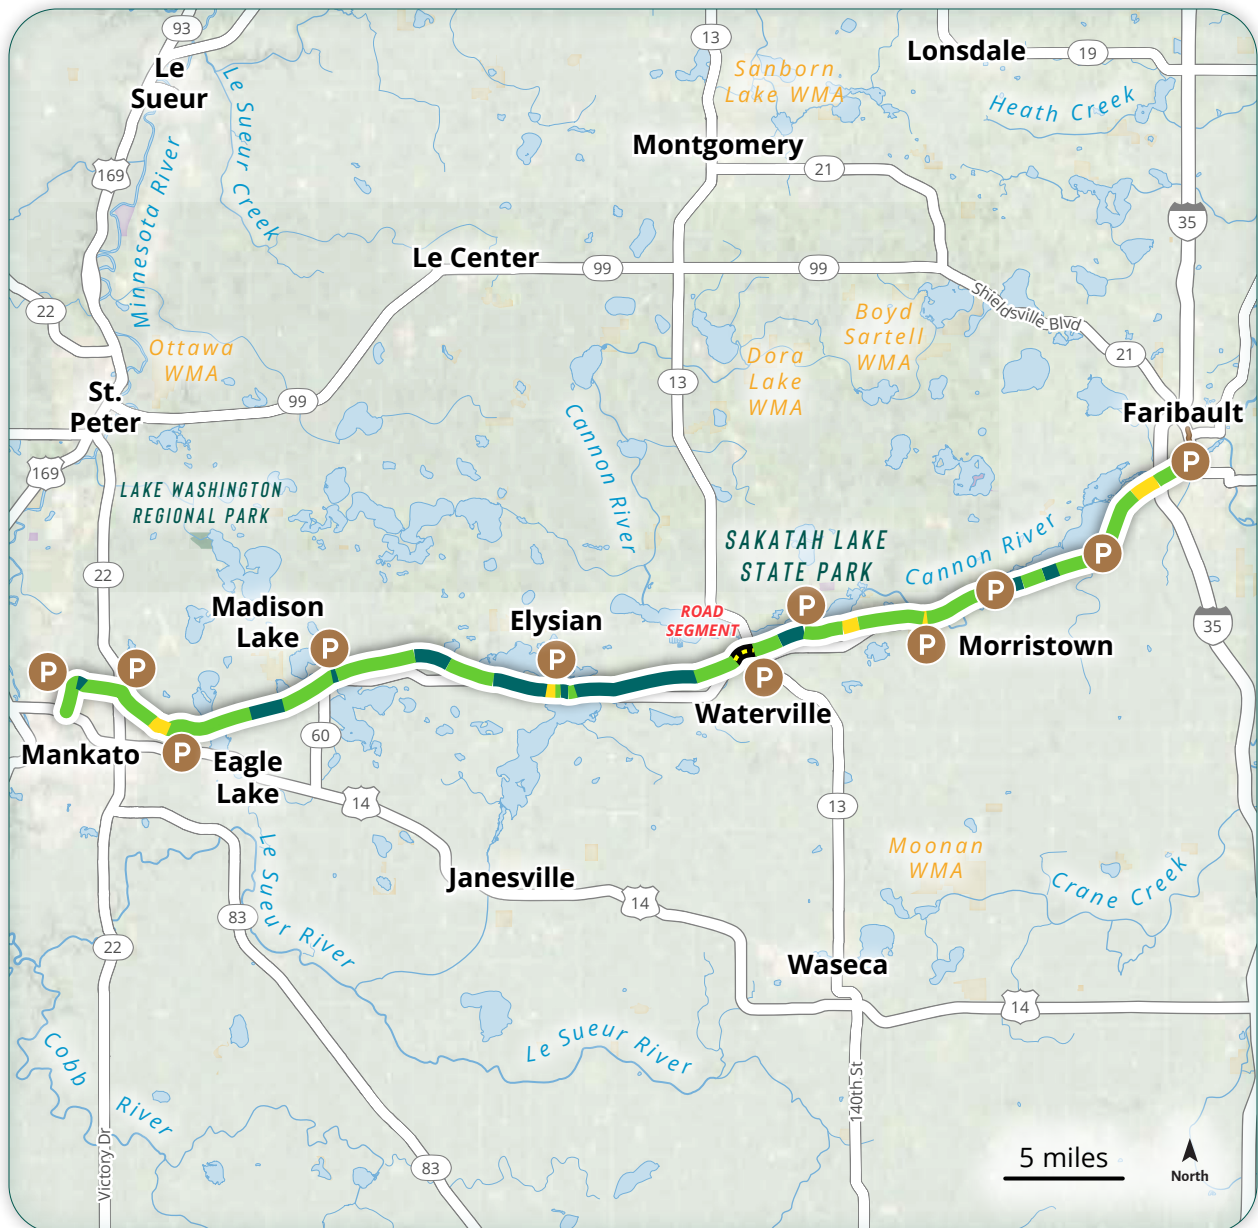 93
13
Lonsdale
19
Le
Sueur
Sanborn
Lake WMA
Heath Creek
Le Sueur Creek
Montgomery
21
169
Minnesota River
35
Le Center
99
99
22
Shieldsville Blvd
Boyd
Sartell
WMA
Ottawa
WMA
21
Dora
Lake
WMA
13
St.
Peter
99
Faribault
Cannon River
P
169
LAKE WASHINGTON
REGIONAL PARK
SAKATAH LAKE
STATE PARK
Cannon River
P
22
P
Madison
Lake
P
ROAD
SEGMENT
Elysian
35
P
P
P
Morristown
P
P
P
Waterville
Mankato
P
Eagle
Lake
60
14
13
Moonan
WMA
Le Sueur River
Janesville
Crane Creek
14
83
22
Waseca
14
Le Sueur River
Cobb River
140th St
Victory Dr
83
5 miles
North